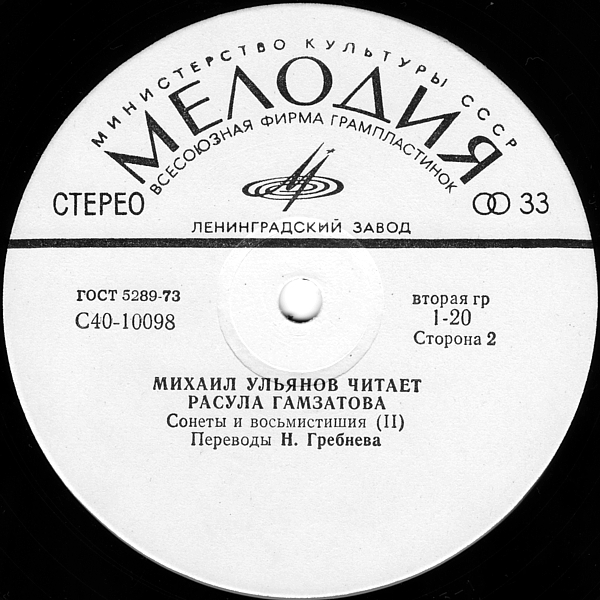 МИНИСТЕРСТВО КУЛЬТУРЫ СССР
МЕЛОДИЯ
ВСЕСОЮЗНАЯ ФИРМА ГРАМПЛАСТИНОК
СТЕРЕО
33
ЛЕНИНГРАДСКИЙ ЗАВОД
ГОСТ 5289-73
С40-10098
вторая гр
1-20
Сторона 2
МИХАИЛ УЛЬЯНОВ ЧИТАЕТ
РАСУЛА ГАМЗАТОВА
Сонеты и восьмистишия (II)
Переводы Н. Гребнева